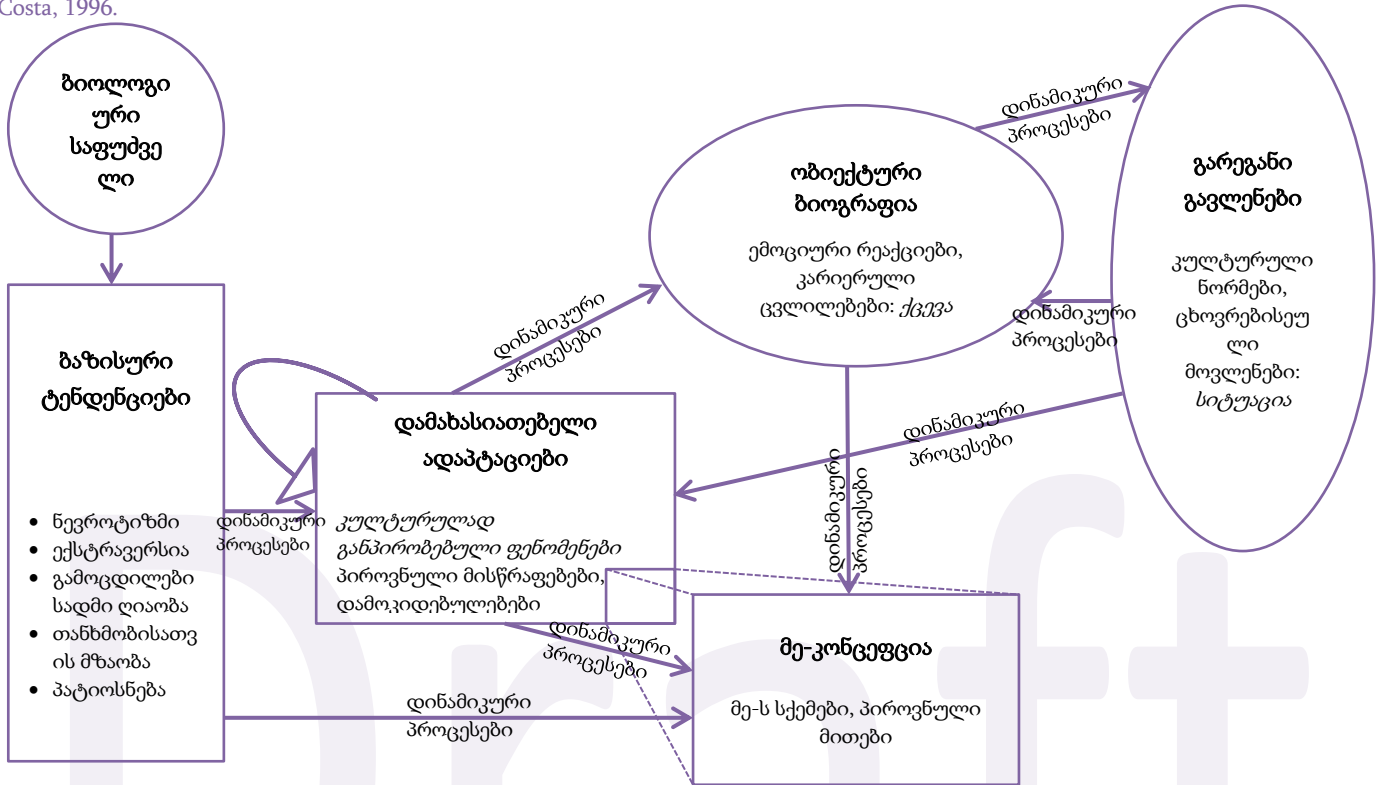 Costa, 1996.
ბიოლოგი
ური
საფუძვე
ლი
ბაზისური
ტენდენციები
• ნევროტიზმი
• ექსტრავერსია
• გამოცდილები
სადმი ღიაობა
• თანხმობისათვ
ის მზაობა
• პატიოსნება
დინამიკური
პროცესები
დამახასიათებელი
ადაპტაციები
კულტურულად
განპირობებული ფენომენები
პიროვნული მისწრაფებები,
დამოკიდებულებები
დინამიკური
პროცესები
ობიექტური
ბიოგრაფია
ემოციური რეაქციები,
კარიერული
ცვლილებები: ქცევა
დინამიკური
პროცესები
გარეგანი
გავლენები
კულტურული
ნორმები,
ცხოვრებისეუ
ლი
მოვლენები:
სიტუაცია
დინამიკური
პროცესები
დინამიკური
პროცესები
დინამიკური
პროცესები
დინამიკური
პროცესები
დინამიკური
პროცესები
მე-კონცეფცია
მე-ს სქემები, პიროვნული
მითები
Draft